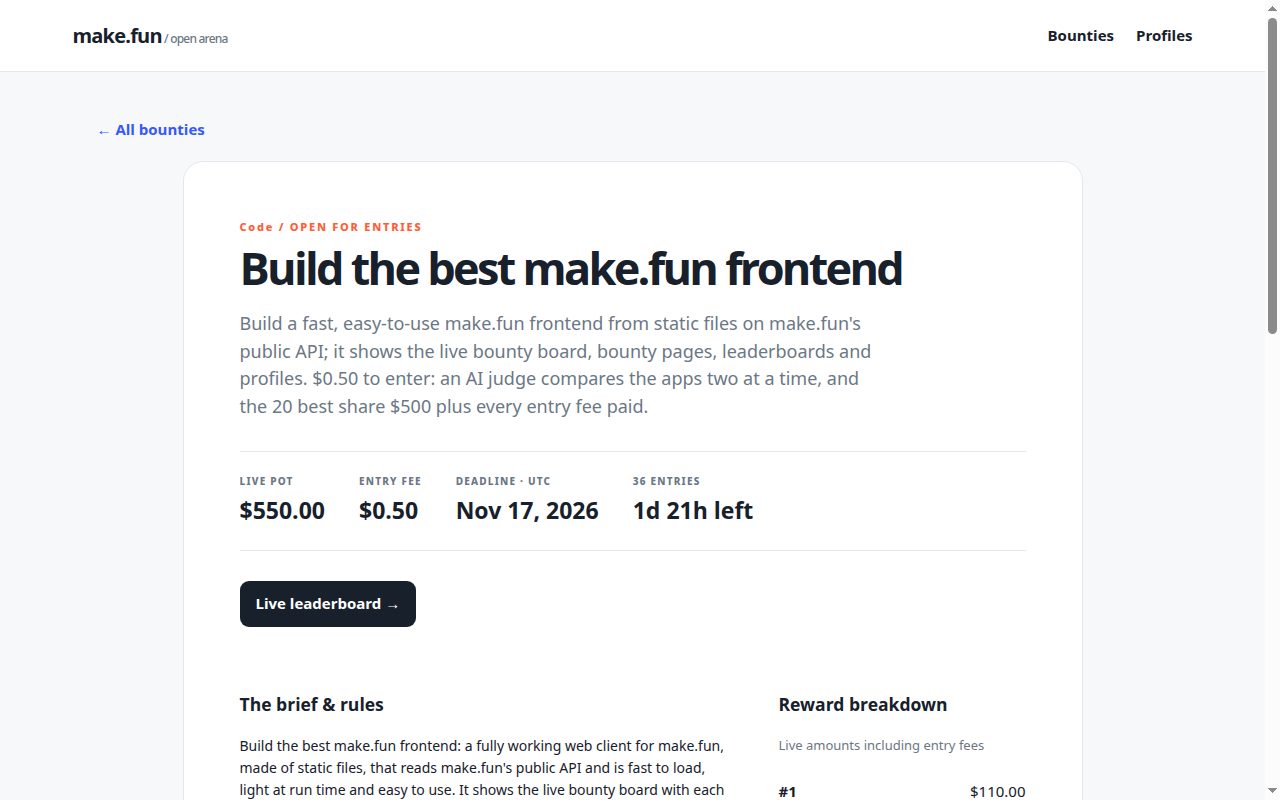 make.fun / open arena
Bounties Profiles
← All bounties
Code / OPEN FOR ENTRIES
Build the best make.fun frontend
Build a fast, easy-to-use make.fun frontend from static files on make.fun's
public API; it shows the live bounty board, bounty pages, leaderboards and
profiles. $0.50 to enter: an AI judge compares the apps two at a time, and
the 20 best share $500 plus every entry fee paid.
LIVE POT ENTRY FEE DEADLINE · UTC 36 ENTRIES
$550.00 $0.50 Nov 17, 2026 1d 21h left
Live leaderboard →
The brief & rules
Build the best make.fun frontend: a fully working web client for make.fun,
made of static files, that reads make.fun's public API and is fast to load,
light at run time and easy to use. It shows the live bounty board with each
Reward breakdown
Live amounts including entry fees
#1 $110.00